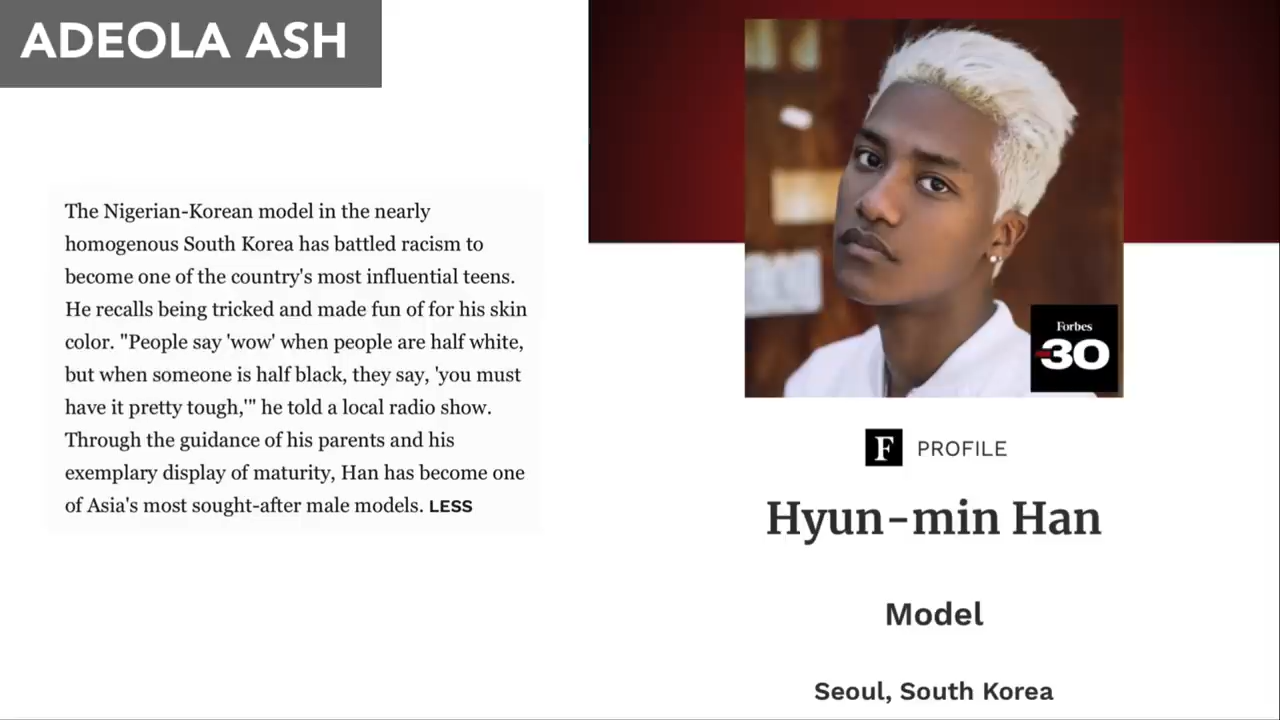 ADEOLA ASH
The Nigerian-Korean model in the nearly
homogenous South Korea has battled racism to
become one of the country's most influential teens.
He recalls being tricked and made fun of for his skin
color. "People say 'wow' when people are half white,
but when someone is half black, they say, 'you must
have it pretty tough,'" he told a local radio show.
Through the guidance of his parents and his
exemplary display of maturity, Han has become one
of Asia's most sought-after male models. LESS
Forbes
30
F PROFILE
Hyun-min Han
Model
Seoul, South Korea